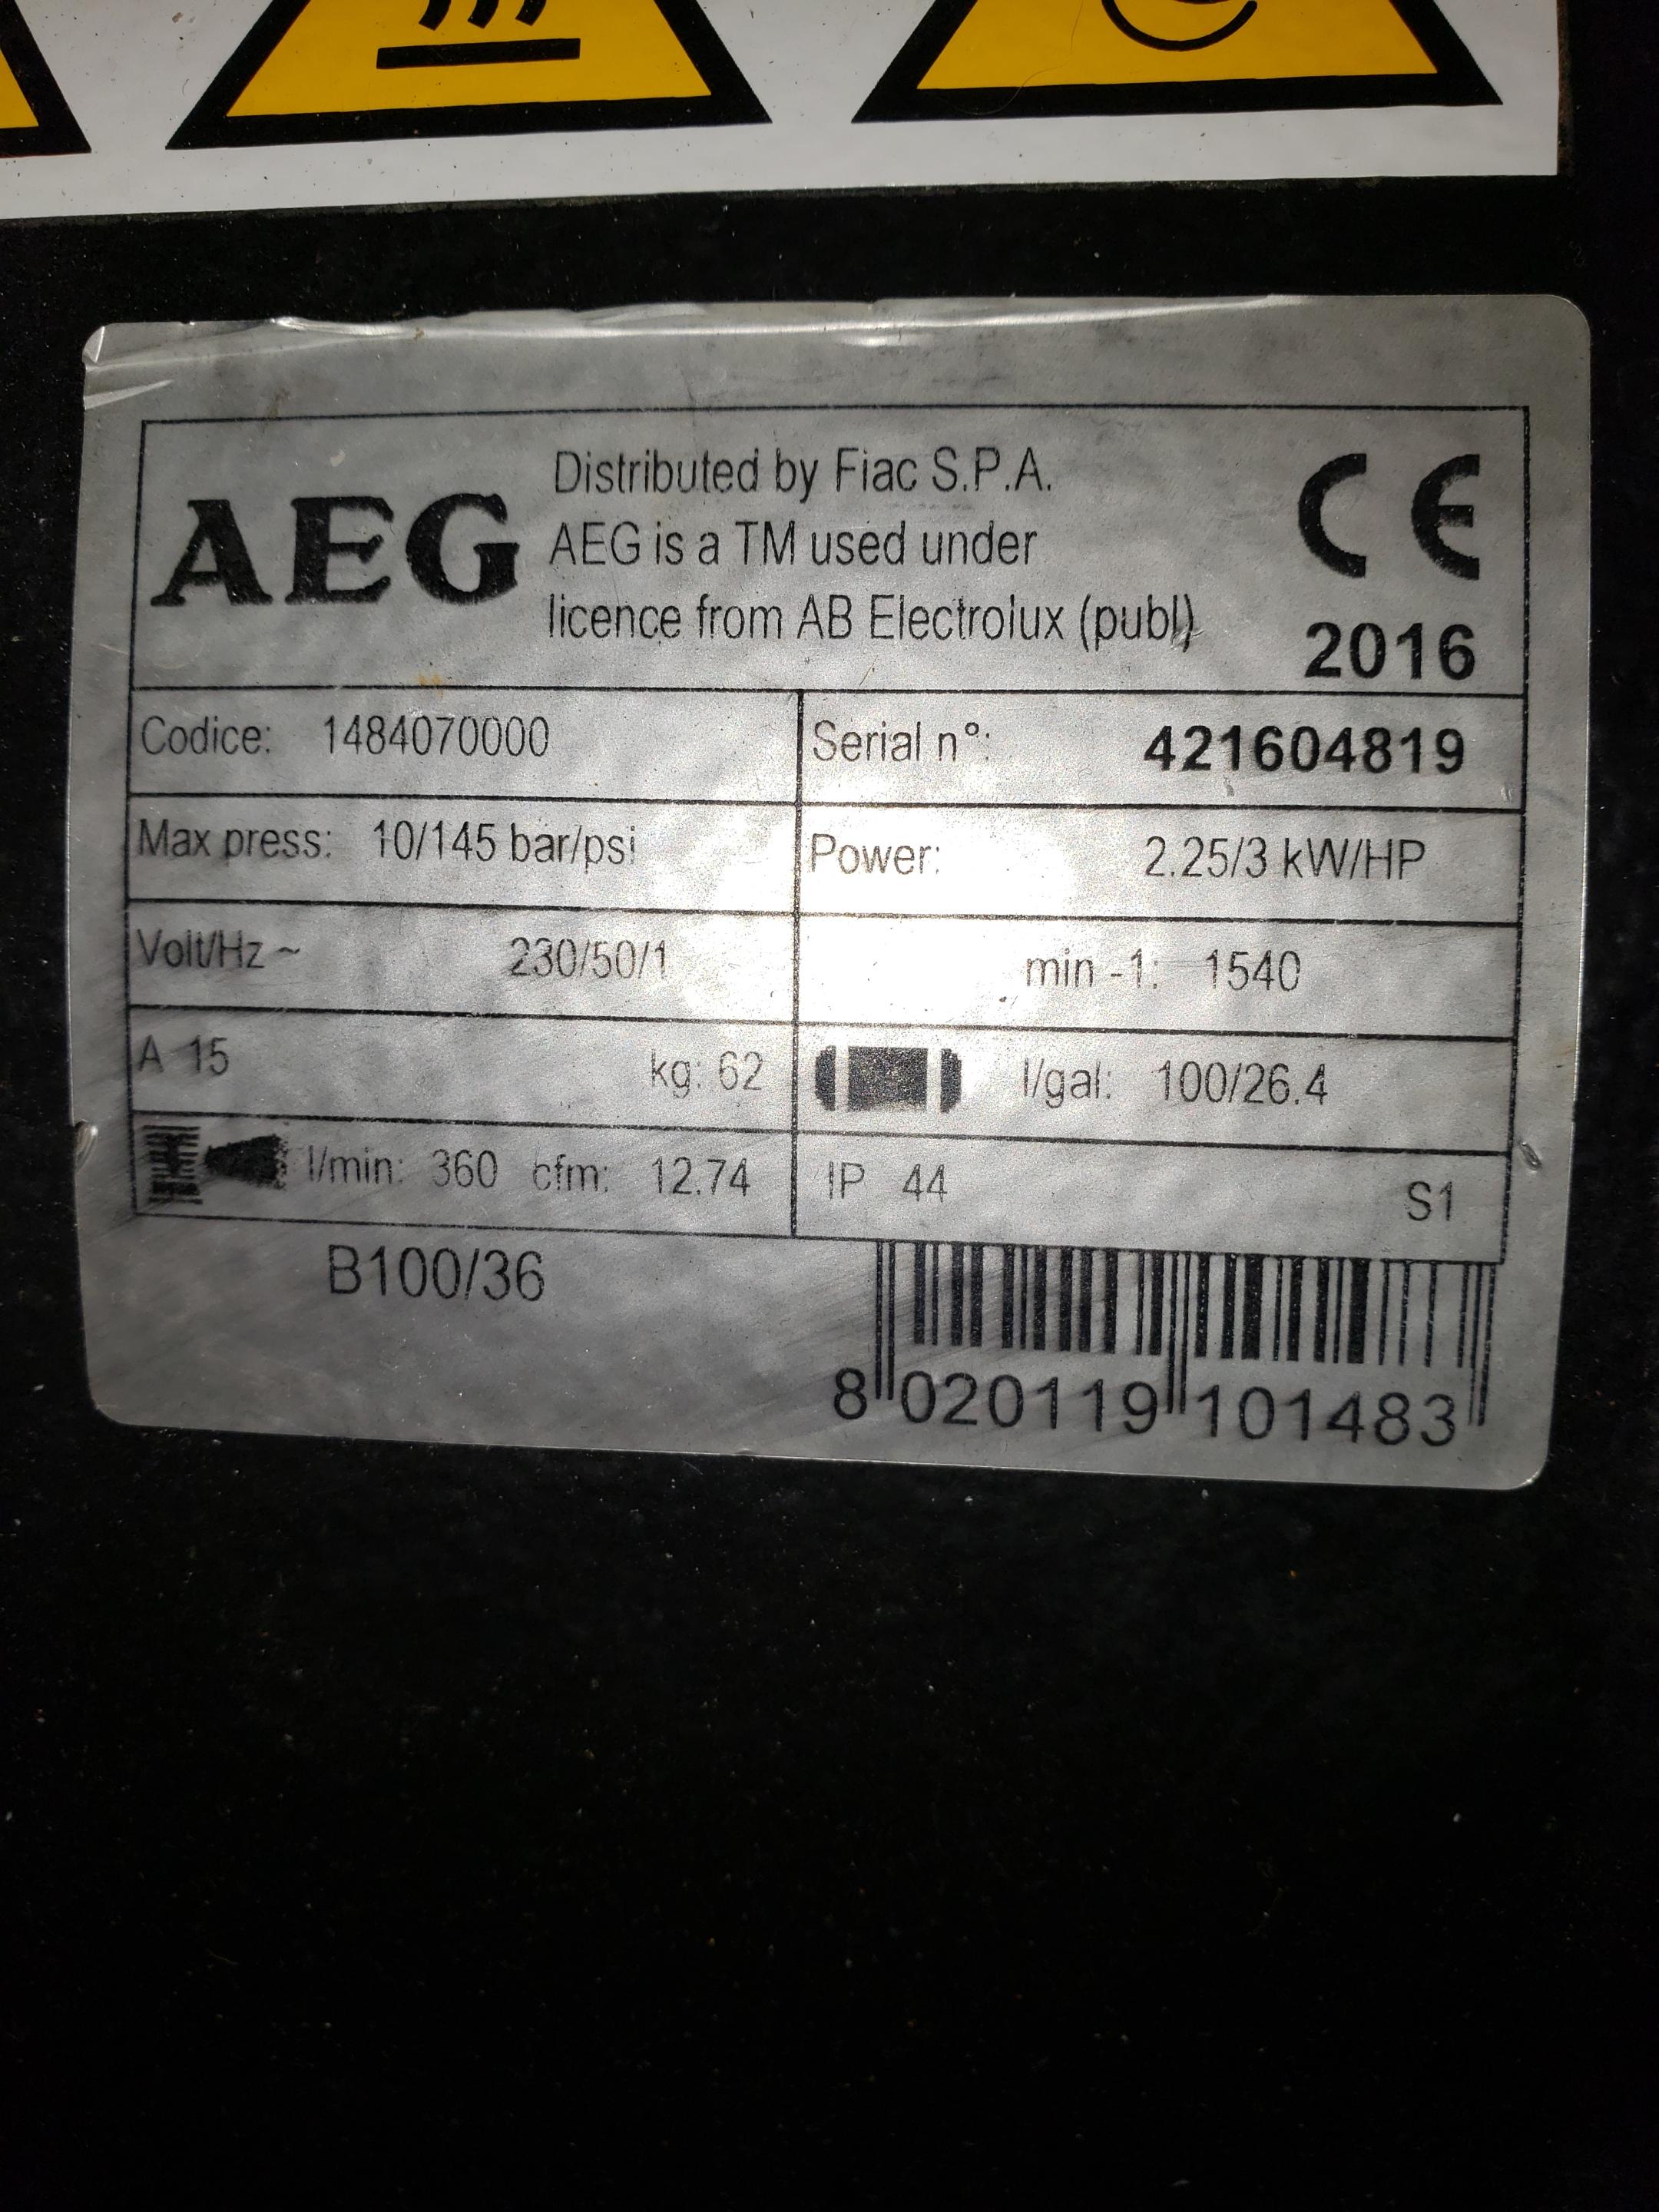 AEG
Distributed by Fiac S.P.A.
AEG is a TM used under
licence from AB Electrolux (publ)
CE
2016
Codice: 1484070000
Serial n°: 421604819
Max press: 10/145 bar/psi
Power: 2.25/3 kW/HP
Volt/Hz ~ 230/50/1
min -1: 1540
A 15 kg: 62
l/gal: 100/26.4
l/min: 360 cfm: 12.74
IP 44 S1
B100/36
8 020119 101483